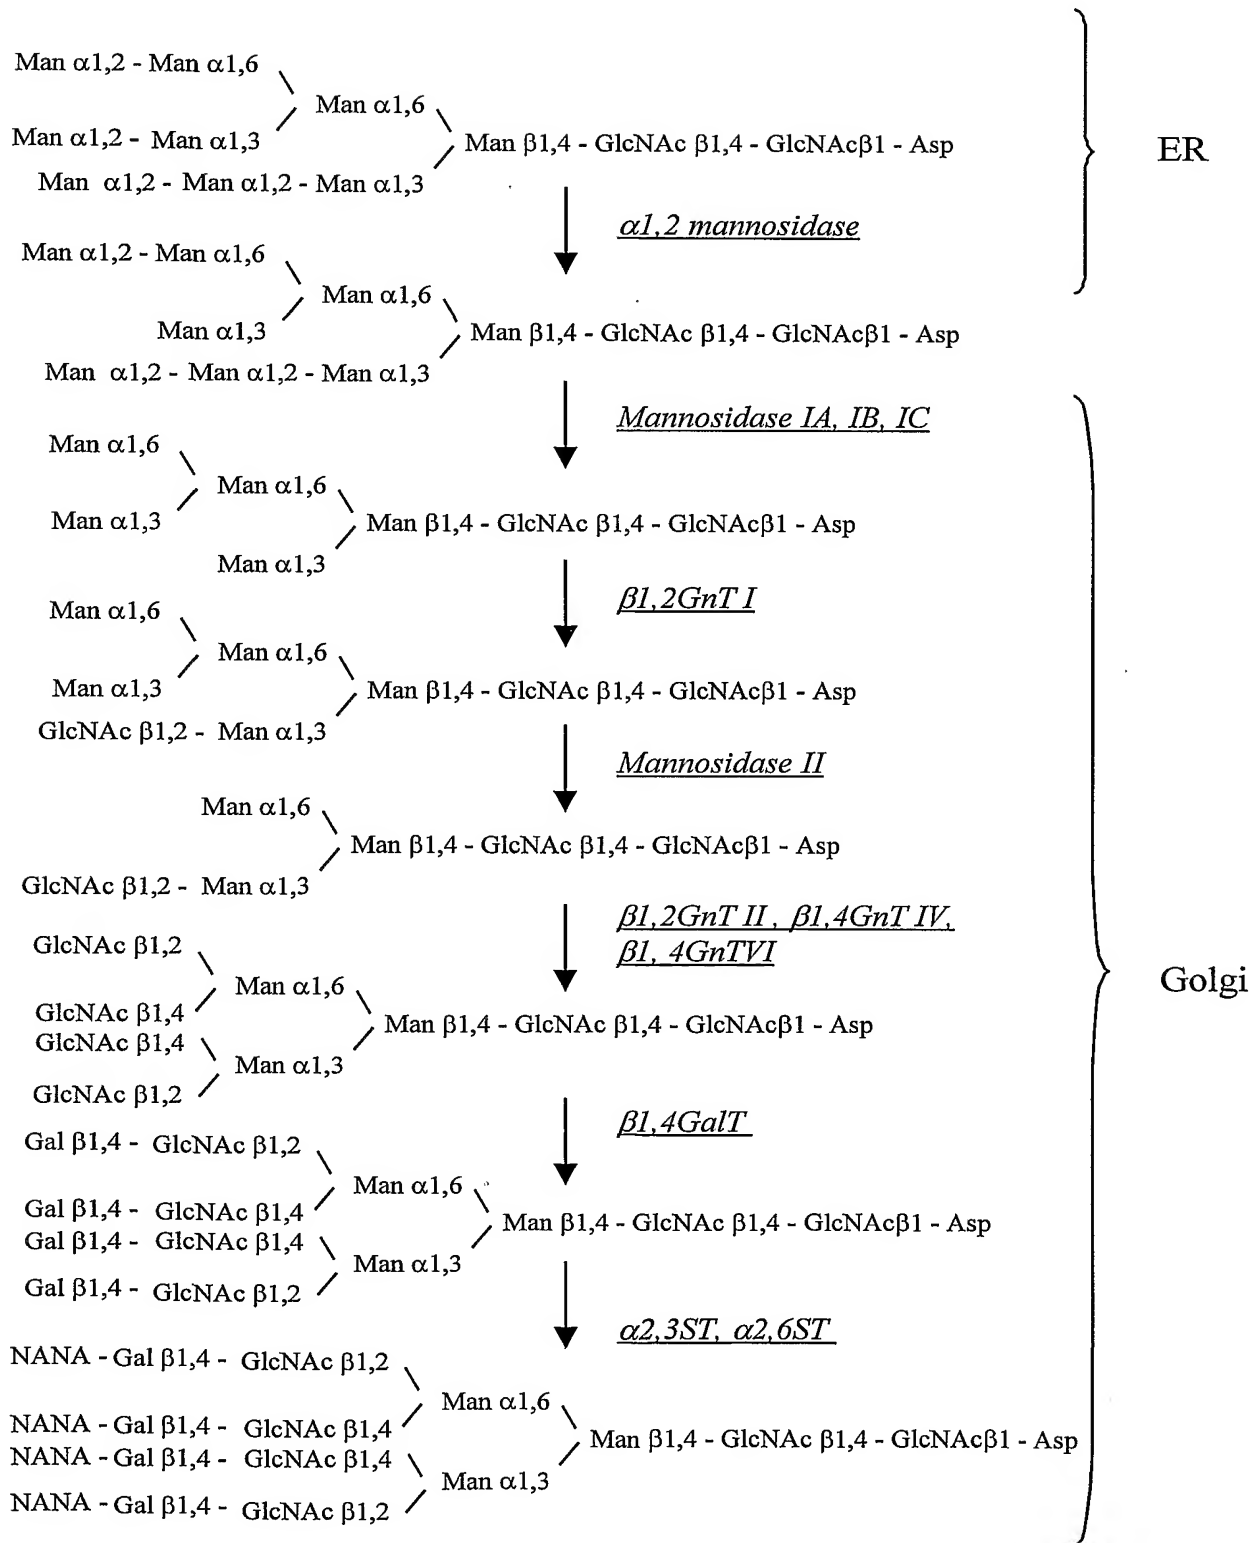 Man α1,2 - Man α1,6
Man α1,6
Man α1,2 - Man α1,3
Man β1,4 - GlcNAc β1,4 - GlcNAcβ1 - Asp
ER
Man α1,2 - Man α1,2 - Man α1,3
α1,2 mannosidase
Man α1,2 - Man α1,6
Man α1,6
Man α1,3
Man β1,4 - GlcNAc β1,4 - GlcNAcβ1 - Asp
Man α1,2 - Man α1,2 - Man α1,3
Mannosidase IA, IB, IC
Man α1,6
Man α1,6
Man α1,3
Man β1,4 - GlcNAc β1,4 - GlcNAcβ1 - Asp
Man α1,3
β1,2GnT I
Man α1,6
Man α1,6
Man α1,3
Man β1,4 - GlcNAc β1,4 - GlcNAcβ1 - Asp
GlcNAc β1,2 - Man α1,3
Mannosidase II
Man α1,6
Man β1,4 - GlcNAc β1,4 - GlcNAcβ1 - Asp
GlcNAc β1,2 - Man α1,3
β1,2GnT II, β1,4GnT IV,
β1, 4GnTVI
GlcNAc β1,2
Man α1,6
GlcNAc β1,4
GlcNAc β1,4
Man β1,4 - GlcNAc β1,4 - GlcNAcβ1 - Asp
Man α1,3
GlcNAc β1,2
Golgi
β1,4GalT
Gal β1,4 - GlcNAc β1,2
Man α1,6
Gal β1,4 - GlcNAc β1,4
Gal β1,4 - GlcNAc β1,4
Man β1,4 - GlcNAc β1,4 - GlcNAcβ1 - Asp
Man α1,3
Gal β1,4 - GlcNAc β1,2
α2,3ST, α2,6ST
NANA - Gal β1,4 - GlcNAc β1,2
Man α1,6
NANA - Gal β1,4 - GlcNAc β1,4
NANA - Gal β1,4 - GlcNAc β1,4
Man β1,4 - GlcNAc β1,4 - GlcNAcβ1 - Asp
Man α1,3
NANA - Gal β1,4 - GlcNAc β1,2